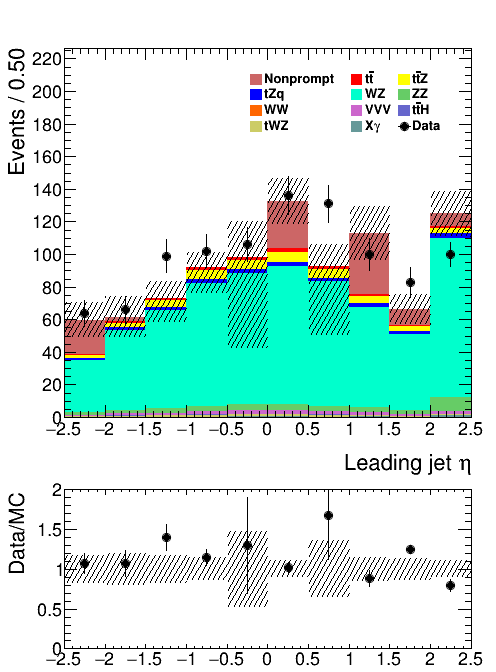 Events / 0.50
220
200
180
160
140
120
100
80
60
40
20
0
Nonprompt tt̄ tt̄Z
tZq WZ ZZ
WW VVV tt̄H
tWZ Xγ Data
−2.5 −2 −1.5 −1 −0.5 0 0.5 1 1.5 2 2.5
Leading jet η
Data/MC
2
1.5
1
0.5
0
−2.5 −2 −1.5 −1 −0.5 0 0.5 1 1.5 2 2.5